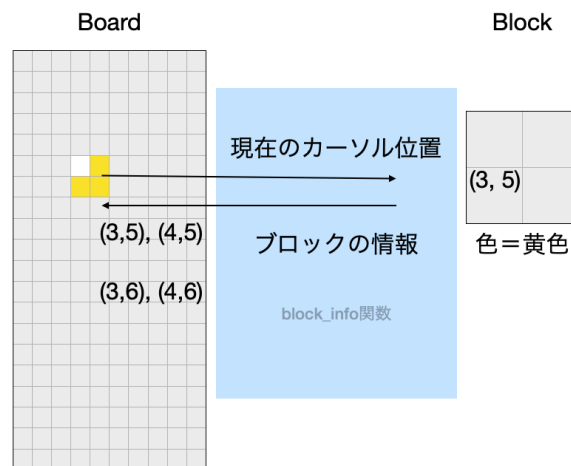 Board
Block
現在のカーソル位置
(3, 5)
(3,5), (4,5)
ブロックの情報
色＝黄色
(3,6), (4,6)
block_info関数